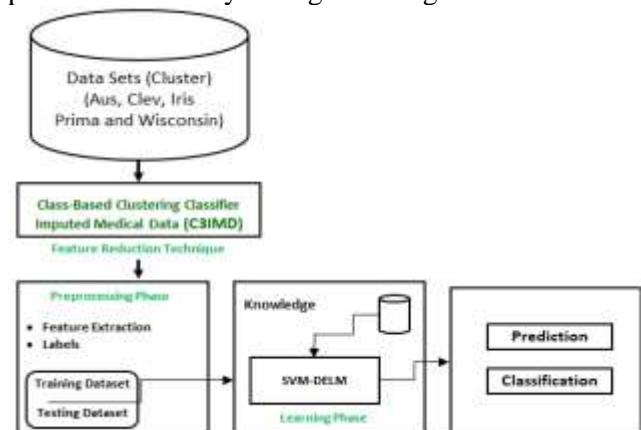 Data Sets (Cluster)
(Aus, Clev, Iris
Prima and Wisconsin)
Class-Based Clustering Classifier
Imputed Medical Data (C3IMD)
Feature Reduction Technique
Preprocessing Phase
• Feature Extraction
• Labels
Training Dataset
Testing Dataset
Knowledge
SVM-DELM
Learning Phase
Prediction
Classification